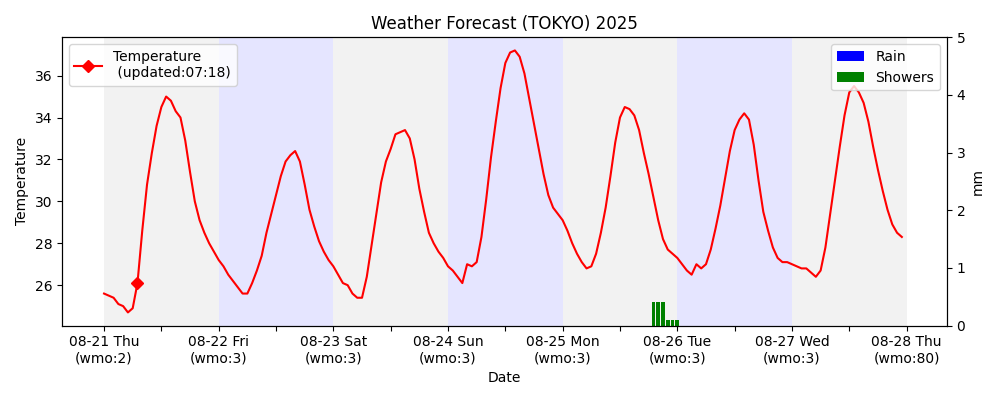 Weather Forecast (TOKYO) 2025
Temperature
(updated:07:18)
Rain
Showers
Temperature
36
34
32
30
28
26
5
4
3
2
1
0
mm
08-21 Thu
(wmo:2)
08-22 Fri
(wmo:3)
08-23 Sat
(wmo:3)
08-24 Sun
(wmo:3)
08-25 Mon
(wmo:3)
08-26 Tue
(wmo:3)
08-27 Wed
(wmo:3)
08-28 Thu
(wmo:80)
Date